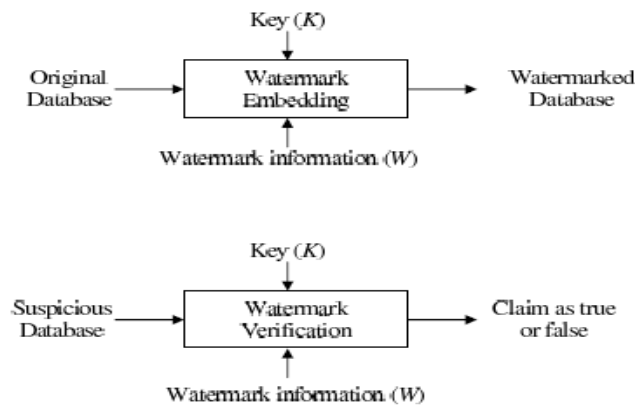 Key (K)
Original
Database
Watermark
Embedding
Watermarked
Database
Watermark information (W)
Key (K)
Suspicious
Database
Watermark
Verification
Claim as true
or false
Watermark information (W)